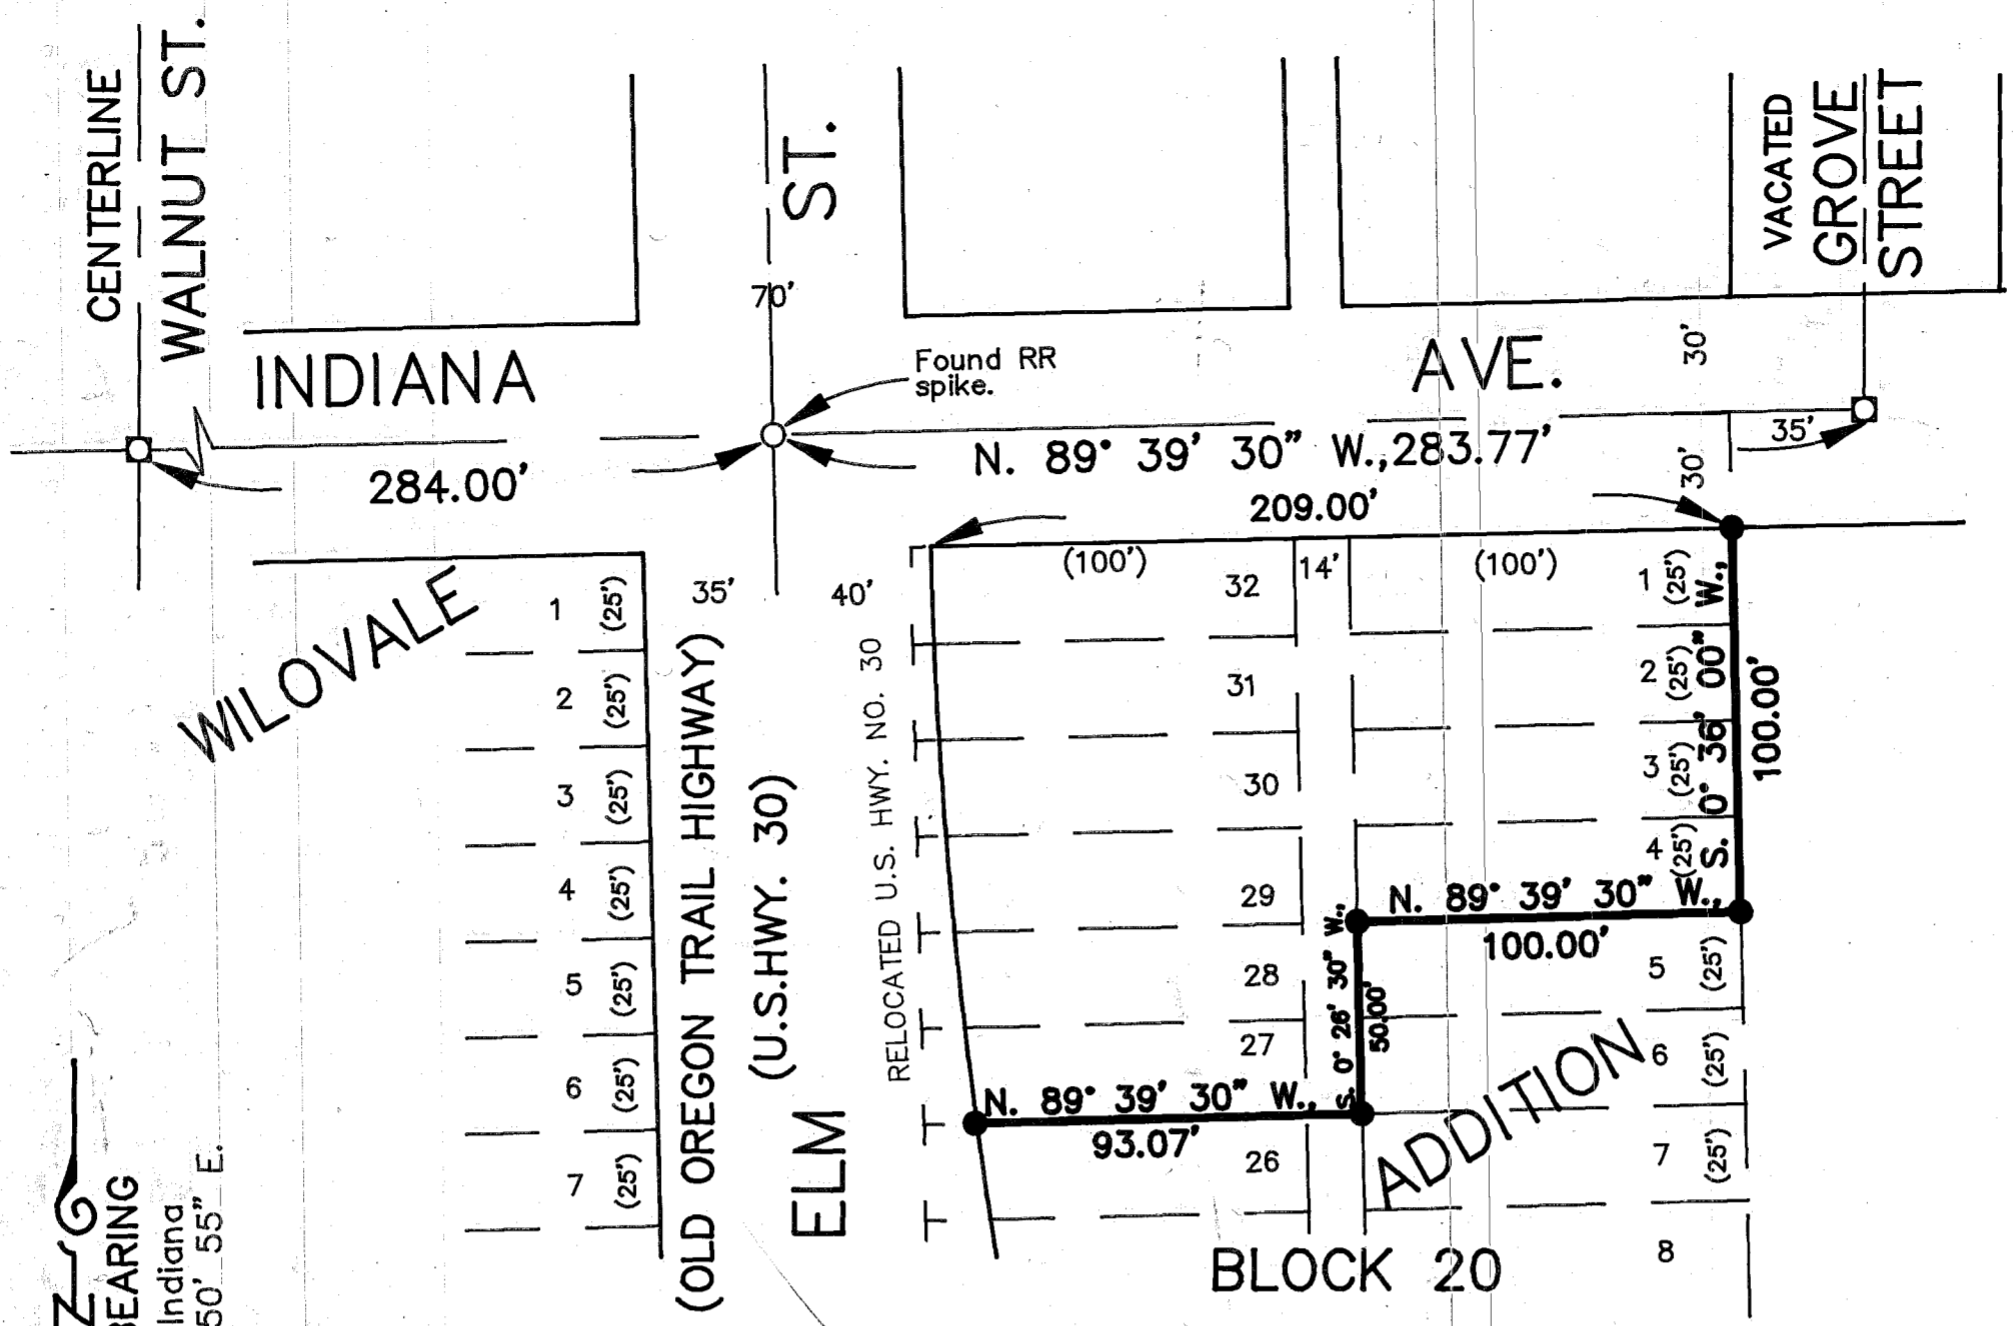 CENTERLINE
WALNUT ST.
ST.
VACATED
GROVE
STREET
70'
INDIANA
AVE.
Found RR
spike.
30'
35'
284.00'
N. 89° 39' 30" W.,283.77'
30'
209.00'
(100')
32
14'
(100')
1
(25')
WILOVALE
1
(25')
35'
40'
2
(25')
3
(25')
4
(25')
5
(25')
6
(25')
7
(25')
(OLD OREGON TRAIL HIGHWAY)
(U.S.HWY. 30)
ELM
RELOCATED U.S. HWY. NO. 30
31
30
29
28
27
26
2
(25')
3
(25')
4
(25')
S. 0° 36' 00" W.,
100.00'
N. 89° 39' 30" W.,
100.00'
S. 0° 26' 30" W.,
50.00'
N. 89° 39' 30" W.,
93.07'
5
(25')
6
(25')
7
(25')
8
ADDITION
BLOCK 20
BEARING
Indiana
50' 55" E.